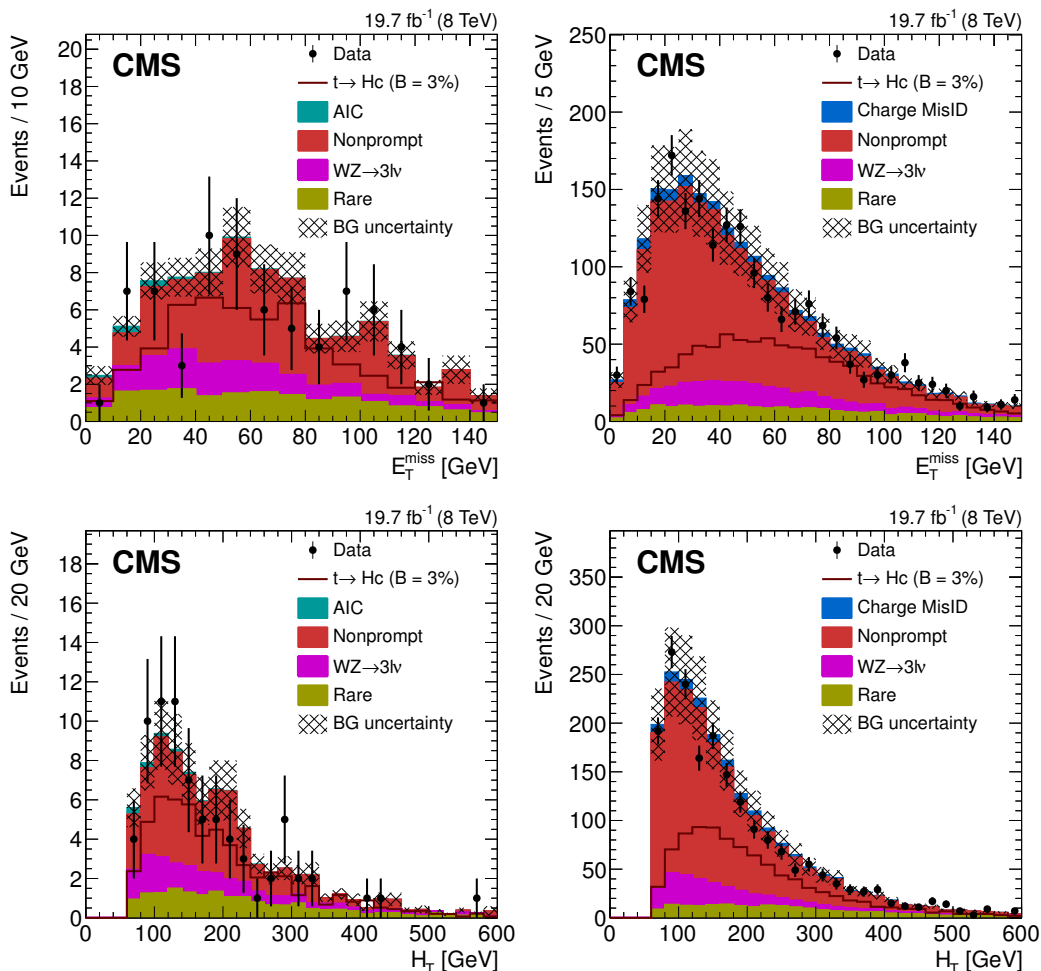 19.7 fb⁻¹ (8 TeV)
CMS
Events / 10 GeV
20
18
16
14
12
10
8
6
4
2
0
Data
t→ Hc (B = 3%)
AIC
Nonprompt
WZ→3lν
Rare
BG uncertainty
0 20 40 60 80 100 120 140
E_T^miss [GeV]
19.7 fb⁻¹ (8 TeV)
CMS
Events / 5 GeV
250
200
150
100
50
0
Data
t→ Hc (B = 3%)
Charge MisID
Nonprompt
WZ→3lν
Rare
BG uncertainty
0 20 40 60 80 100 120 140
E_T^miss [GeV]
19.7 fb⁻¹ (8 TeV)
CMS
Events / 20 GeV
18
16
14
12
10
8
6
4
2
0
Data
t→ Hc (B = 3%)
AIC
Nonprompt
WZ→3lν
Rare
BG uncertainty
0 100 200 300 400 500 600
H_T [GeV]
19.7 fb⁻¹ (8 TeV)
CMS
Events / 20 GeV
350
300
250
200
150
100
50
0
Data
t→ Hc (B = 3%)
Charge MisID
Nonprompt
WZ→3lν
Rare
BG uncertainty
0 100 200 300 400 500 600
H_T [GeV]